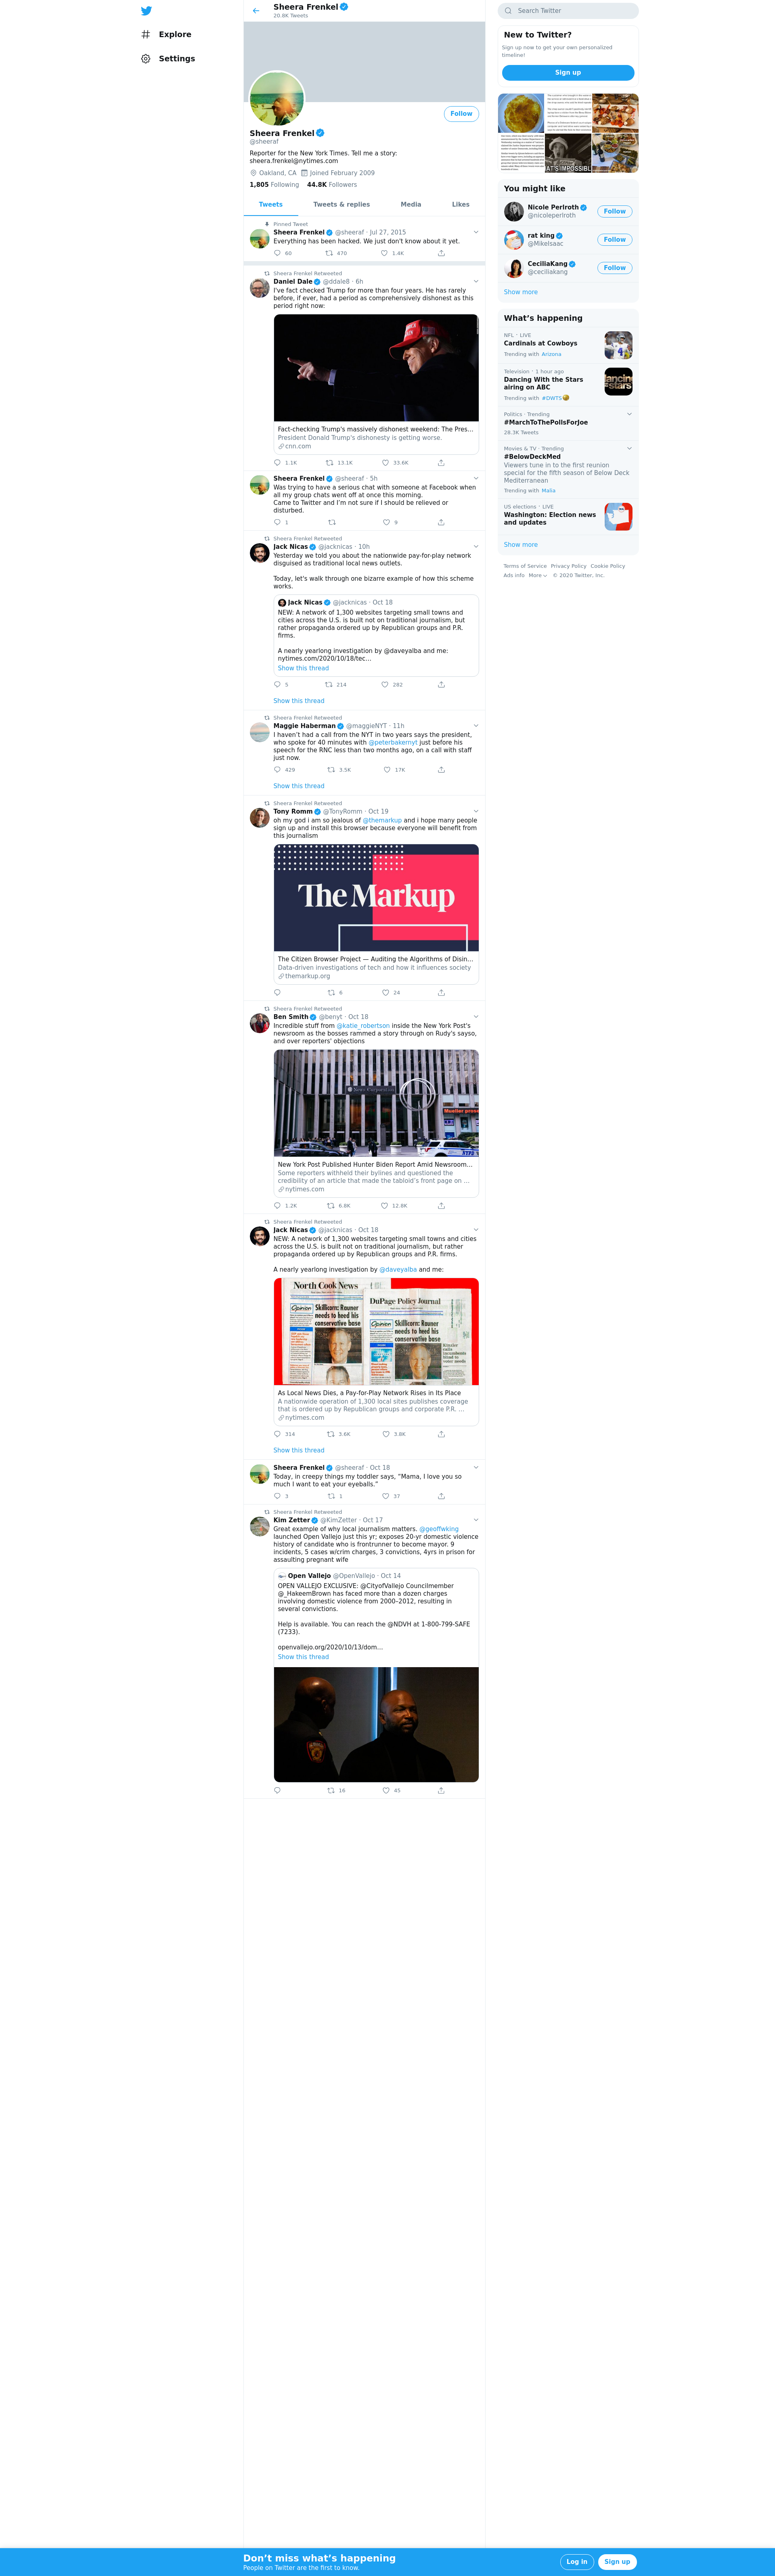 Explore
Settings
Sheera Frenkel
20.8K Tweets
Follow
Sheera Frenkel
@sheeraf
Reporter for the New York Times. Tell me a story:
sheera.frenkel@nytimes.com
Oakland, CA Joined February 2009
1,805 Following 44.8K Followers
Tweets Tweets & replies Media Likes
Pinned Tweet
Sheera Frenkel @sheeraf · Jul 27, 2015
Everything has been hacked. We just don't know about it yet.
60 470 1.4K
Sheera Frenkel Retweeted
Daniel Dale @ddale8 · 6h
I've fact checked Trump for more than four years. He has rarely
before, if ever, had a period as comprehensively dishonest as this
period right now:
Fact-checking Trump's massively dishonest weekend: The Pres...
President Donald Trump's dishonesty is getting worse.
cnn.com
1.1K 13.1K 33.6K
Sheera Frenkel @sheeraf · 5h
Was trying to have a serious chat with someone at Facebook when
all my group chats went off at once this morning.
Came to Twitter and I'm not sure if I should be relieved or
disturbed.
1 9
Sheera Frenkel Retweeted
Jack Nicas @jacknicas · 10h
Yesterday we told you about the nationwide pay-for-play network
disguised as traditional local news outlets.
Today, let's walk through one bizarre example of how this scheme
works.
Jack Nicas @jacknicas · Oct 18
NEW: A network of 1,300 websites targeting small towns and
cities across the U.S. is built not on traditional journalism, but
rather propaganda ordered up by Republican groups and P.R.
firms.
A nearly yearlong investigation by @daveyalba and me:
nytimes.com/2020/10/18/tec...
Show this thread
5 214 282
Show this thread
Sheera Frenkel Retweeted
Maggie Haberman @maggieNYT · 11h
I haven't had a call from the NYT in two years says the president,
who spoke for 40 minutes with @peterbakernyt just before his
speech for the RNC less than two months ago, on a call with staff
just now.
429 3.5K 17K
Show this thread
Sheera Frenkel Retweeted
Tony Romm @TonyRomm · Oct 19
oh my god i am so jealous of @themarkup and i hope many people
sign up and install this browser because everyone will benefit from
this journalism
The Markup
The Citizen Browser Project — Auditing the Algorithms of Disin...
Data-driven investigations of tech and how it influences society
themarkup.org
6 24
Sheera Frenkel Retweeted
Ben Smith @benyt · Oct 18
Incredible stuff from @katie_robertson inside the New York Post's
newsroom as the bosses rammed a story through on Rudy's sayso,
and over reporters' objections
New York Post Published Hunter Biden Report Amid Newsroom...
Some reporters withheld their bylines and questioned the
credibility of an article that made the tabloid's front page on ...
nytimes.com
1.2K 6.8K 12.8K
Sheera Frenkel Retweeted
Jack Nicas @jacknicas · Oct 18
NEW: A network of 1,300 websites targeting small towns and cities
across the U.S. is built not on traditional journalism, but rather
propaganda ordered up by Republican groups and P.R. firms.
A nearly yearlong investigation by @daveyalba and me:
North Cook News
DuPage Policy Journal
Opinion
Skillicorn: Rauner
needs to heed his
conservative base
Opinion
Skillicorn: Rauner
needs to heed his
conservative base
As Local News Dies, a Pay-for-Play Network Rises in Its Place
A nationwide operation of 1,300 local sites publishes coverage
that is ordered up by Republican groups and corporate P.R. ...
nytimes.com
314 3.6K 3.8K
Show this thread
Sheera Frenkel @sheeraf · Oct 18
Today, in creepy things my toddler says, "Mama, I love you so
much I want to eat your eyeballs."
3 1 37
Sheera Frenkel Retweeted
Kim Zetter @KimZetter · Oct 17
Great example of why local journalism matters. @geoffwking
launched Open Vallejo just this yr; exposes 20-yr domestic violence
history of candidate who is frontrunner to become mayor. 9
incidents, 5 cases w/crim charges, 3 convictions, 4yrs in prison for
assaulting pregnant wife
Open Vallejo @OpenVallejo · Oct 14
OPEN VALLEJO EXCLUSIVE: @CityofVallejo Councilmember
@_HakeemBrown has faced more than a dozen charges
involving domestic violence from 2000–2012, resulting in
several convictions.
Help is available. You can reach the @NDVH at 1-800-799-SAFE
(7233).
openvallejo.org/2020/10/13/dom...
Show this thread
16 45
Search Twitter
New to Twitter?
Sign up now to get your own personalized
timeline!
Sign up
You might like
Nicole Perlroth
@nicoleperlroth
Follow
rat king
@MikeIsaac
Follow
CeciliaKang
@ceciliakang
Follow
Show more
What's happening
NFL · LIVE
Cardinals at Cowboys
Trending with Arizona
Television · 1 hour ago
Dancing With the Stars
airing on ABC
Trending with #DWTS
Politics · Trending
#MarchToThePollsForJoe
28.3K Tweets
Movies & TV · Trending
#BelowDeckMed
Viewers tune in to the first reunion
special for the fifth season of Below Deck
Mediterranean
Trending with Malia
US elections · LIVE
Washington: Election news
and updates
Show more
Terms of Service Privacy Policy Cookie Policy
Ads info More © 2020 Twitter, Inc.
Don't miss what's happening
People on Twitter are the first to know.
Log in Sign up